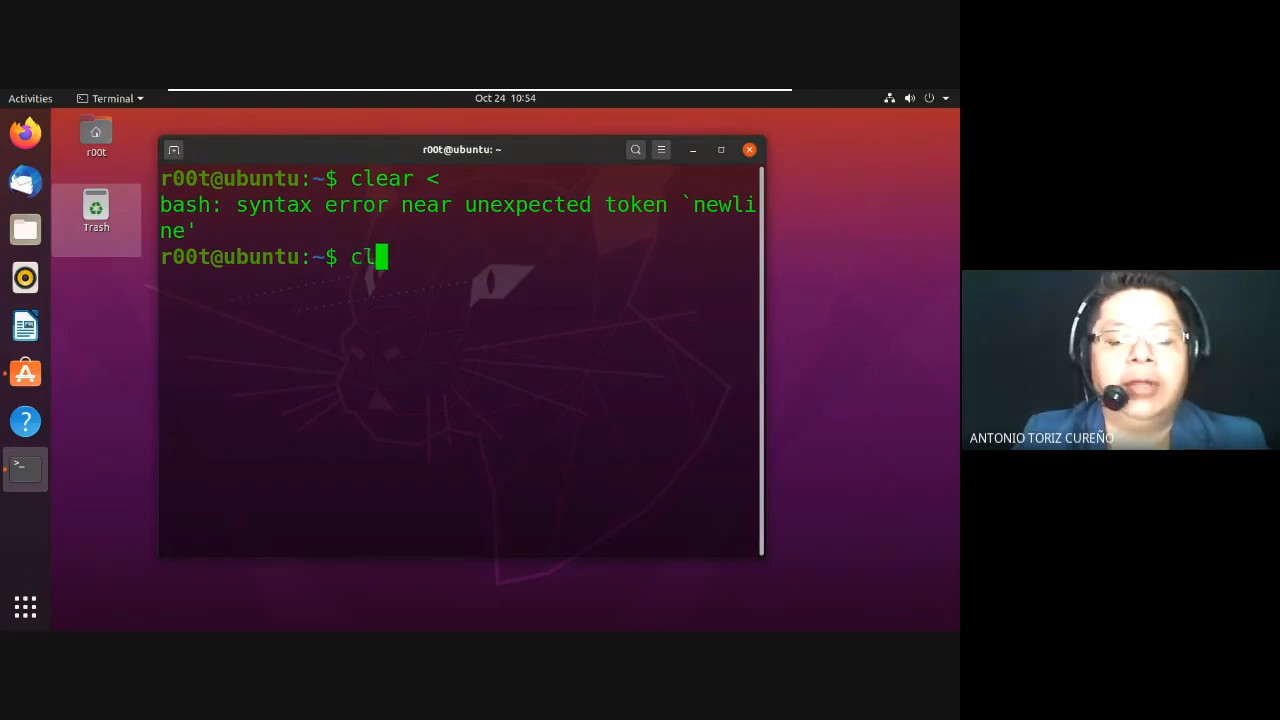 Activities
Terminal
Oct 24 10:54
r00t
Trash
r00t@ubuntu: ~
r00t@ubuntu:~$ clear <
bash: syntax error near unexpected token `newli
ne'
r00t@ubuntu:~$ cl
ANTONIO TORIZ CUREÑO